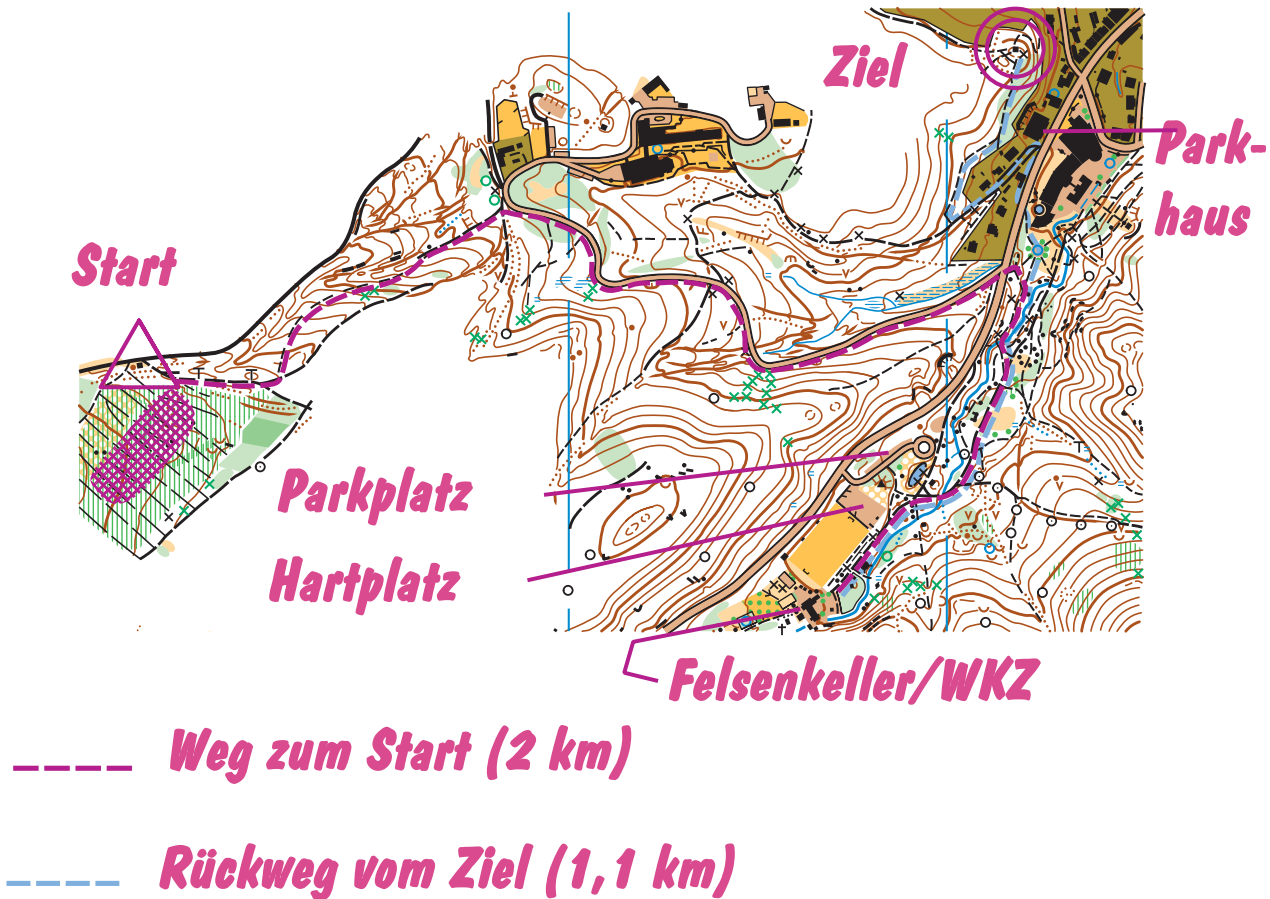 Ziel
Park-
haus
Start
Parkplatz
Hartplatz
Felsenkeller/WKZ
Weg zum Start (2 km)
Rückweg vom Ziel (1,1 km)